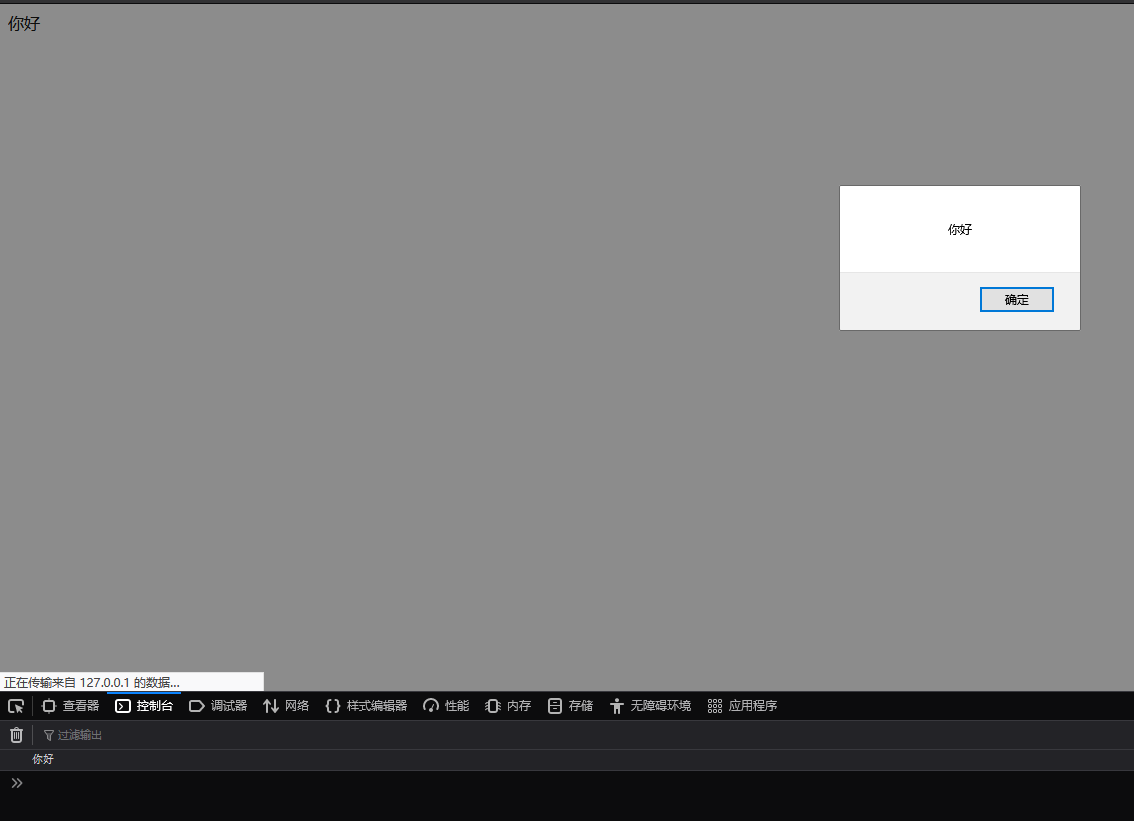 你好
你好
确定
正在传输来自 127.0.0.1 的数据...
查看器 控制台 调试器 网络 样式编辑器 性能 内存 存储 无障碍环境 应用程序
过滤输出
你好